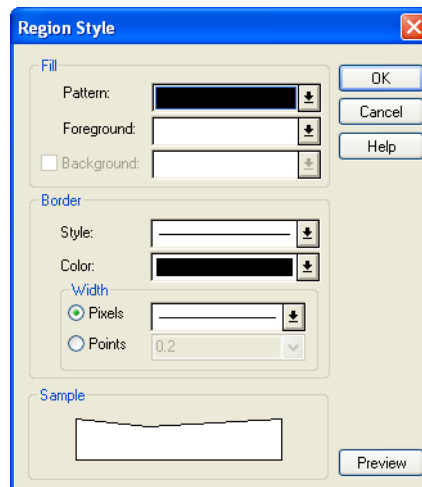 Region Style
Fill
Pattern:
OK
Foreground:
Cancel
Background:
Help
Border
Style:
Color:
Width
Pixels
Points
0.2
Sample
Preview